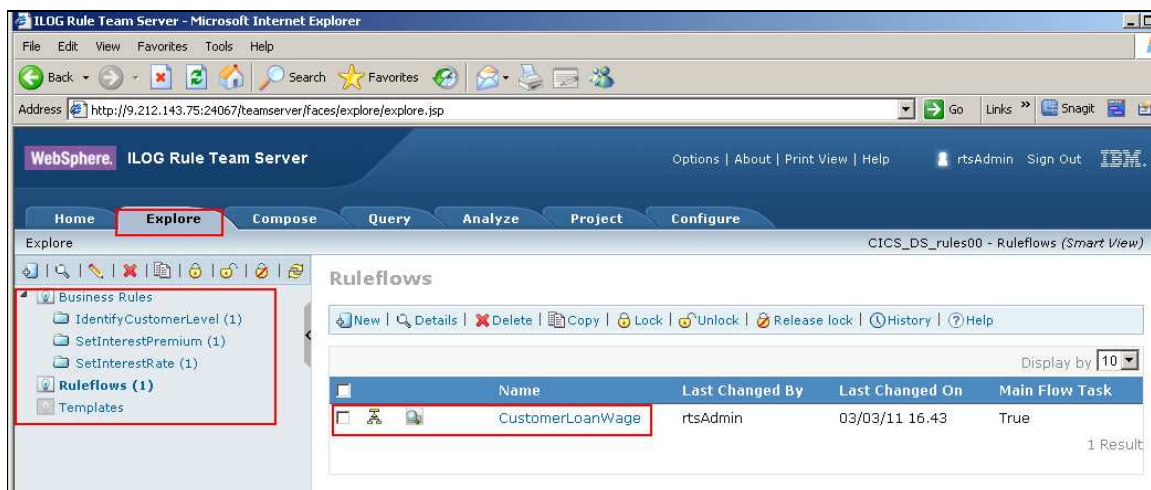 ILOG Rule Team Server - Microsoft Internet Explorer
File Edit View Favorites Tools Help
Back Search Favorites
Address http://9.212.143.75:24067/teamserver/faces/explore/explore.jsp Go Links » Snagit
WebSphere. ILOG Rule Team Server Options | About | Print View | Help rtsAdmin Sign Out IBM.
Home Explore Compose Query Analyze Project Configure
Explore CICS_DS_rules00 - Ruleflows (Smart View)
Business Rules
IdentifyCustomerLevel (1)
SetInterestPremium (1)
SetInterestRate (1)
Ruleflows (1)
Templates
Ruleflows
New | Details | Delete | Copy | Lock | Unlock | Release lock | History | Help
Display by 10
Name Last Changed By Last Changed On Main Flow Task
CustomerLoanWage rtsAdmin 03/03/11 16.43 True
1 Result